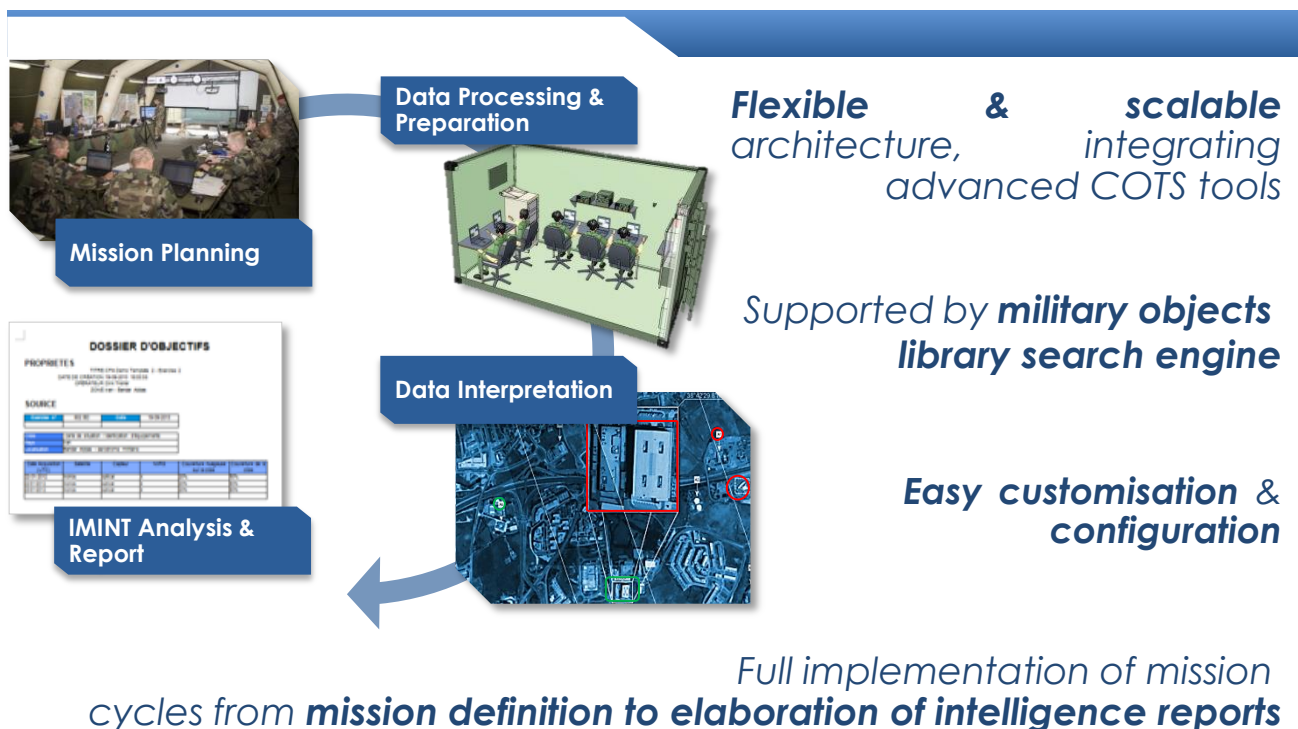 Mission Planning
Data Processing &
Preparation
Data Interpretation
IMINT Analysis &
Report
DOSSIER D'OBJECTIFS
PROPRIETES
SOURCE
Flexible & scalable
architecture, integrating
advanced COTS tools
Supported by military objects
library search engine
Easy customisation &
configuration
Full implementation of mission
cycles from mission definition to elaboration of intelligence reports